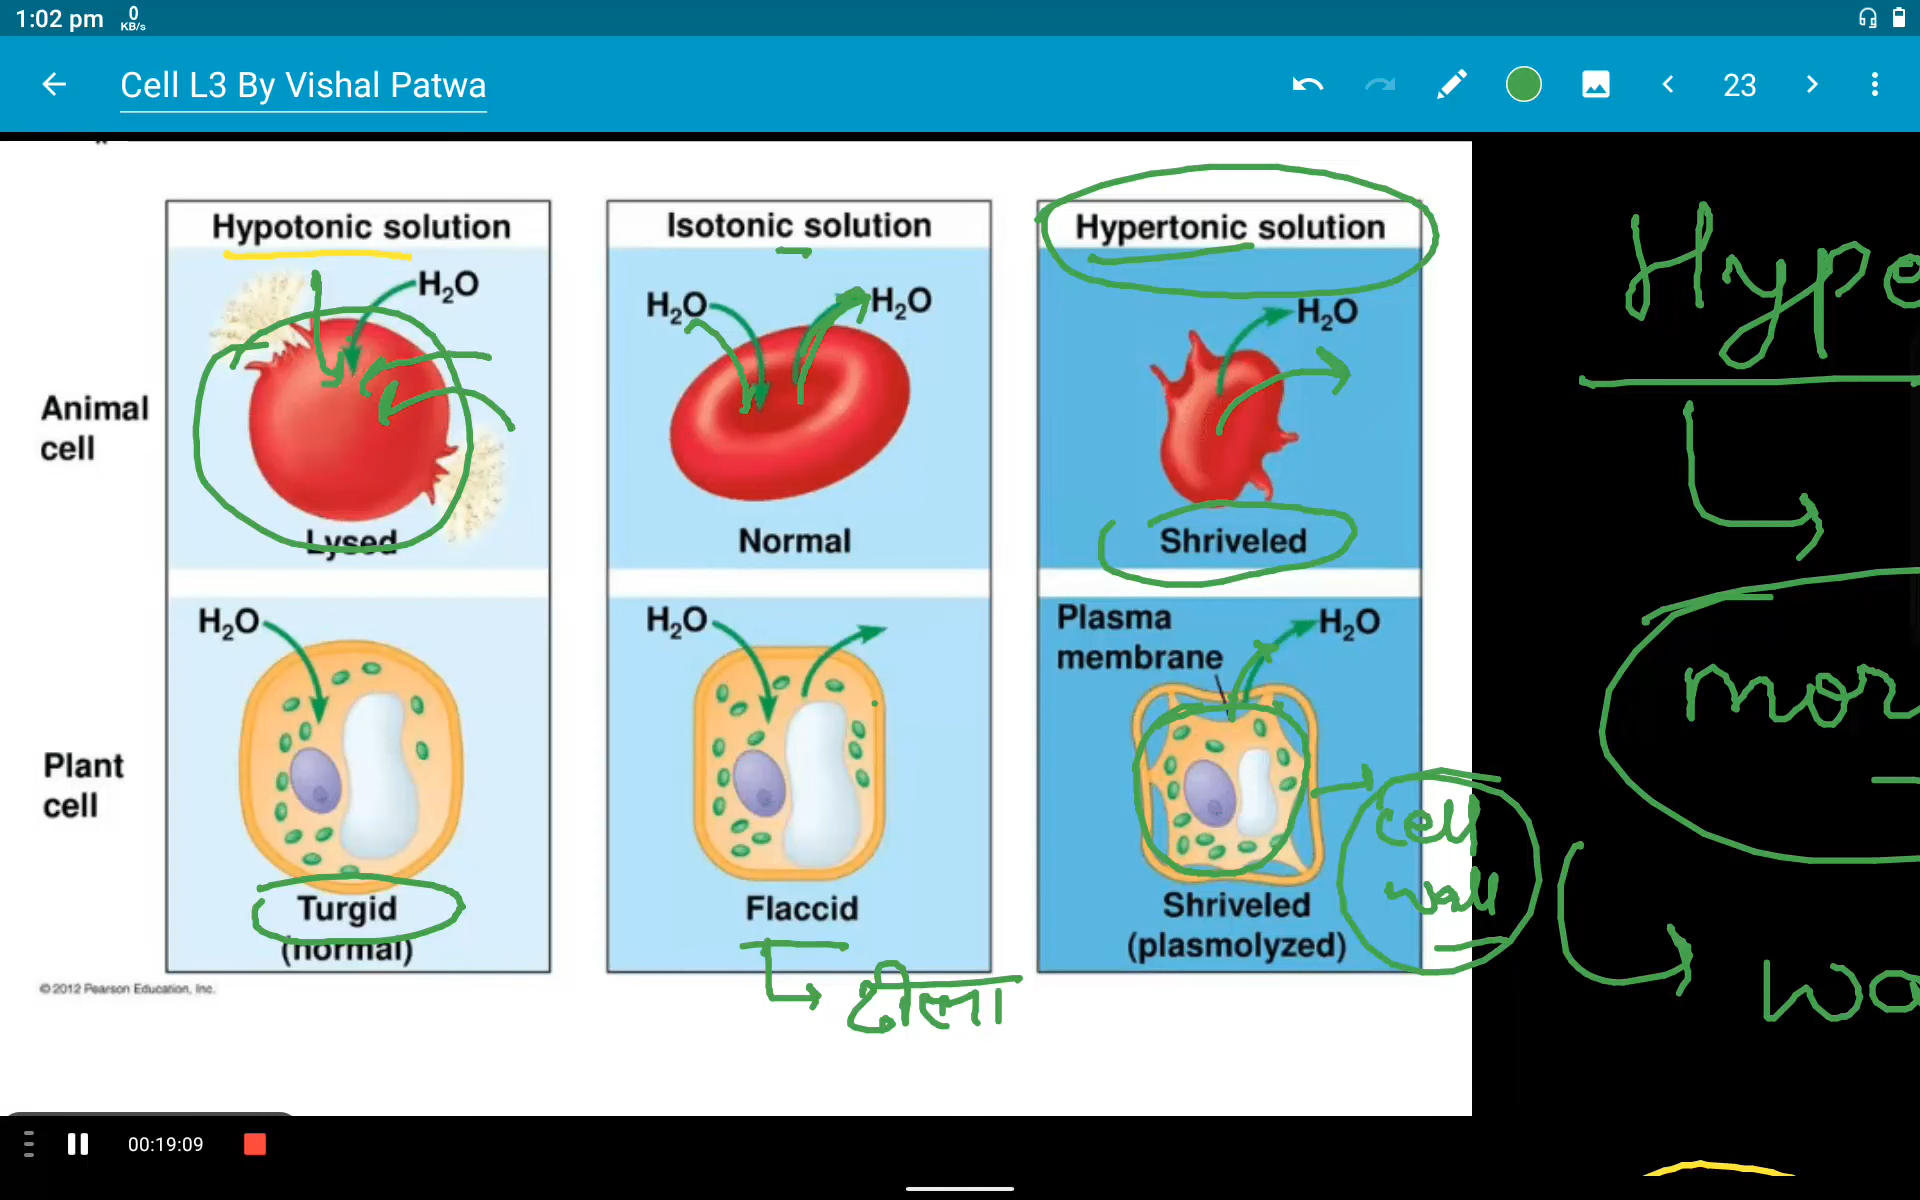 1:02 pm 0 KB/s
Cell L3 By Vishal Patwa
23
Hypotonic solution
Isotonic solution
Hypertonic solution
H₂O
H₂O
H₂O
H₂O
Animal cell
Lysed
Normal
Shriveled
H₂O
H₂O
Plasma membrane
H₂O
Plant cell
Turgid (normal)
Flaccid
Shriveled (plasmolyzed)
cell
wall
ढीला
© 2012 Pearson Education, Inc.
00:19:09